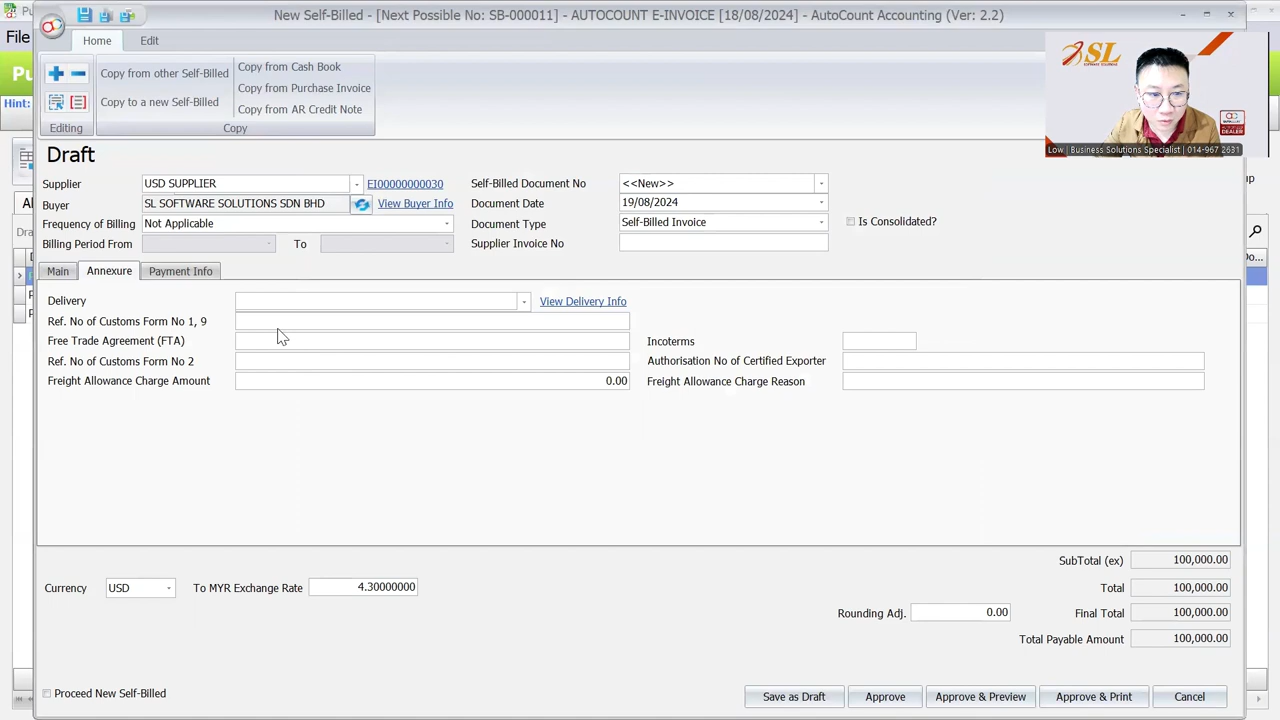 New Self-Billed - [Next Possible No: SB-000011] - AUTOCOUNT E-INVOICE [18/08/2024] - AutoCount Accounting (Ver: 2.2)
File
Home
Edit
Hint:
Copy from other Self-Billed
Copy to a new Self-Billed
Copy from Cash Book
Copy from Purchase Invoice
Copy from AR Credit Note
Editing
Copy
SL
Low | Business Solutions Specialist | 014-967 2631
Draft
Supplier
USD SUPPLIER
EI00000000030
Self-Billed Document No
<<New>>
Buyer
SL SOFTWARE SOLUTIONS SDN BHD
View Buyer Info
Document Date
19/08/2024
Frequency of Billing
Not Applicable
Document Type
Self-Billed Invoice
Is Consolidated?
Billing Period From
To
Supplier Invoice No
Main
Annexure
Payment Info
Delivery
View Delivery Info
Ref. No of Customs Form No 1, 9
Free Trade Agreement (FTA)
Incoterms
Ref. No of Customs Form No 2
Authorisation No of Certified Exporter
Freight Allowance Charge Amount
0.00
Freight Allowance Charge Reason
SubTotal (ex)
100,000.00
Currency
USD
To MYR Exchange Rate
4.30000000
Total
100,000.00
Rounding Adj.
0.00
Final Total
100,000.00
Total Payable Amount
100,000.00
Proceed New Self-Billed
Save as Draft
Approve
Approve & Preview
Approve & Print
Cancel